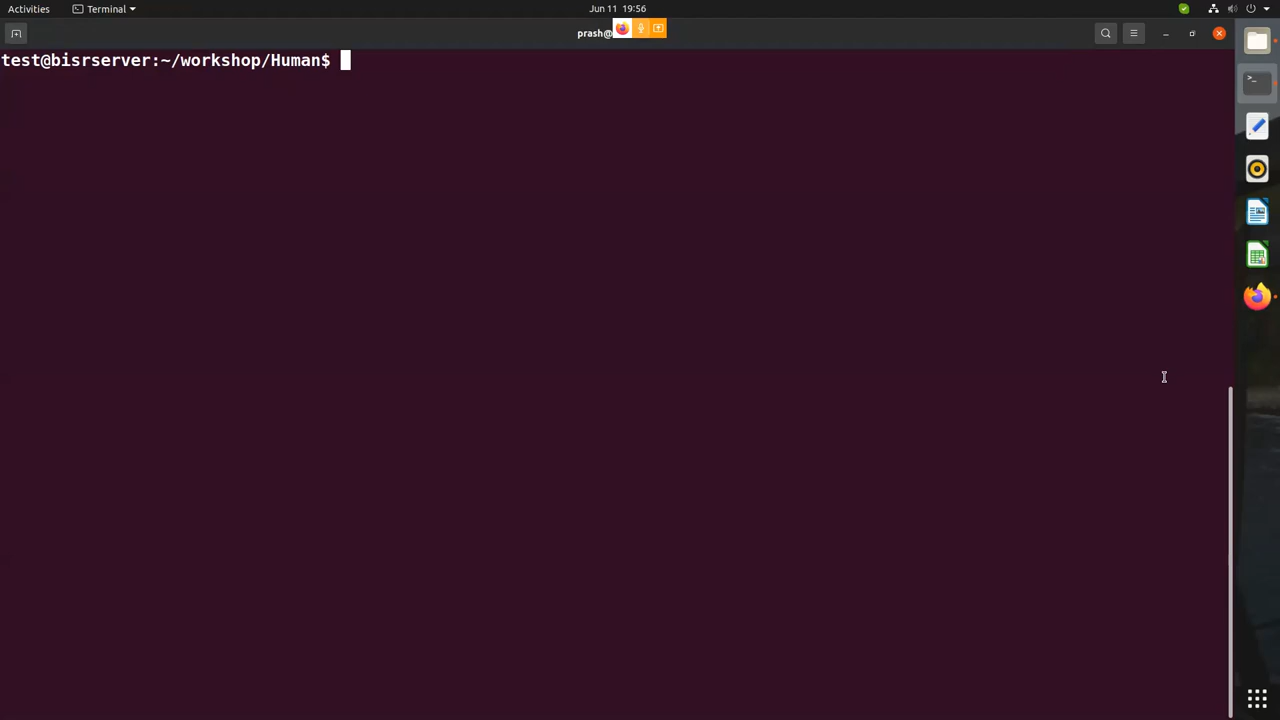 Activities
Terminal
Jun 11 19:56
prash@
test@bisrserver:~/workshop/Human$